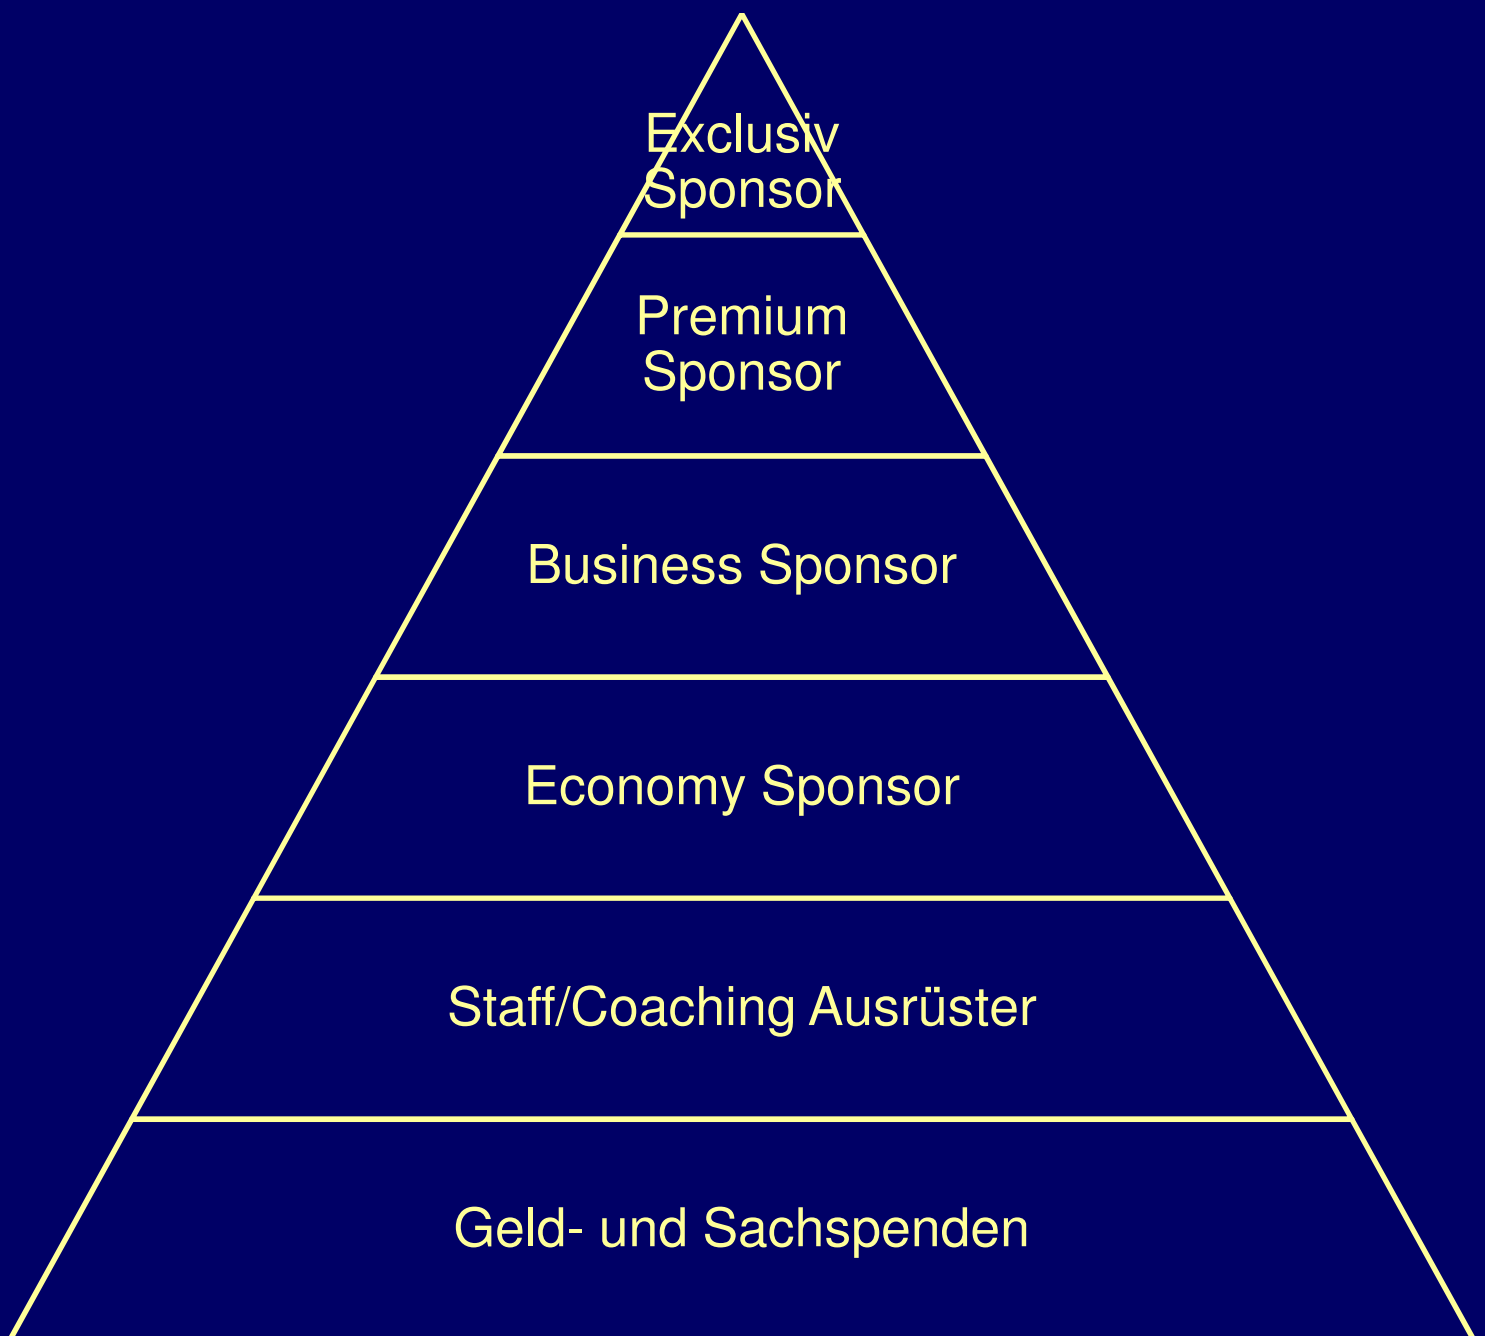 Exclusiv
Sponsor
Premium
Sponsor
Business Sponsor
Economy Sponsor
Staff/Coaching Ausrüster
Geld- und Sachspenden